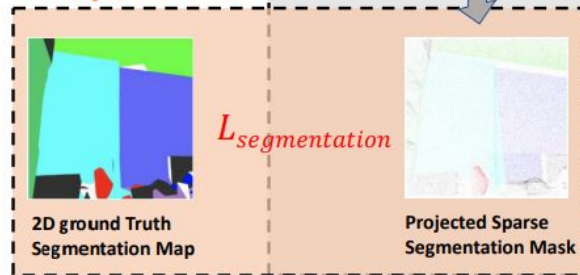 L_segmentation
2D ground Truth
Segmentation Map
Projected Sparse
Segmentation Mask